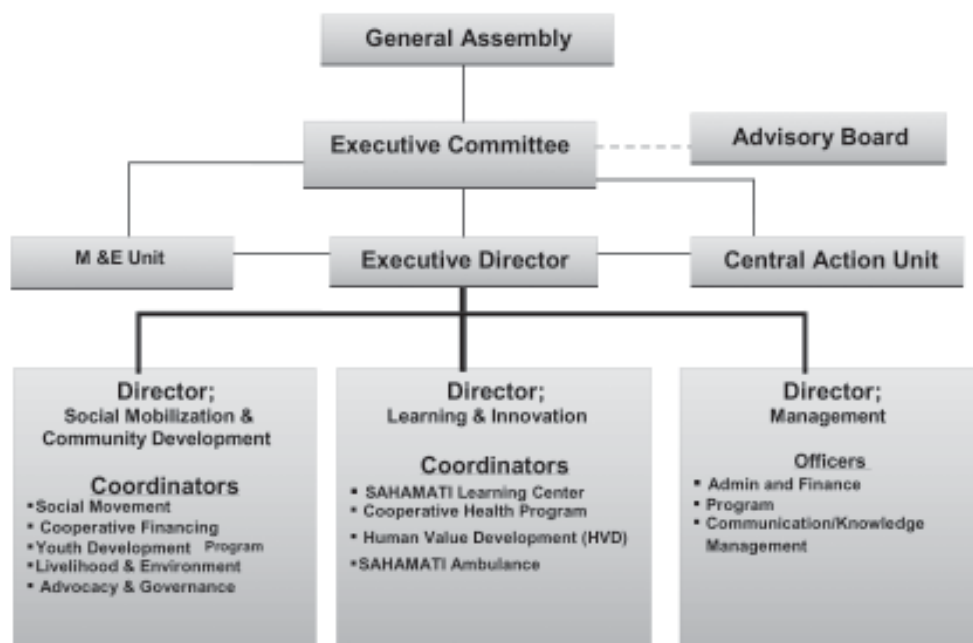 General Assembly
Executive Committee
Advisory Board
M &E Unit
Executive Director
Central Action Unit
Director;
Social Mobilization &
Community Development
Coordinators
▪Social Movement
▪ Cooperative Financing
▪Youth Development Program
▪Livelihood & Environment
▪ Advocacy & Governance
Director;
Learning & Innovation
Coordinators
▪ SAHAMATI Learning Center
▪ Cooperative Health Program
▪ Human Value Development (HVD)
▪SAHAMATI Ambulance
Director;
Management
Officers
▪ Admin and Finance
▪ Program
▪ Communication/Knowledge
Management